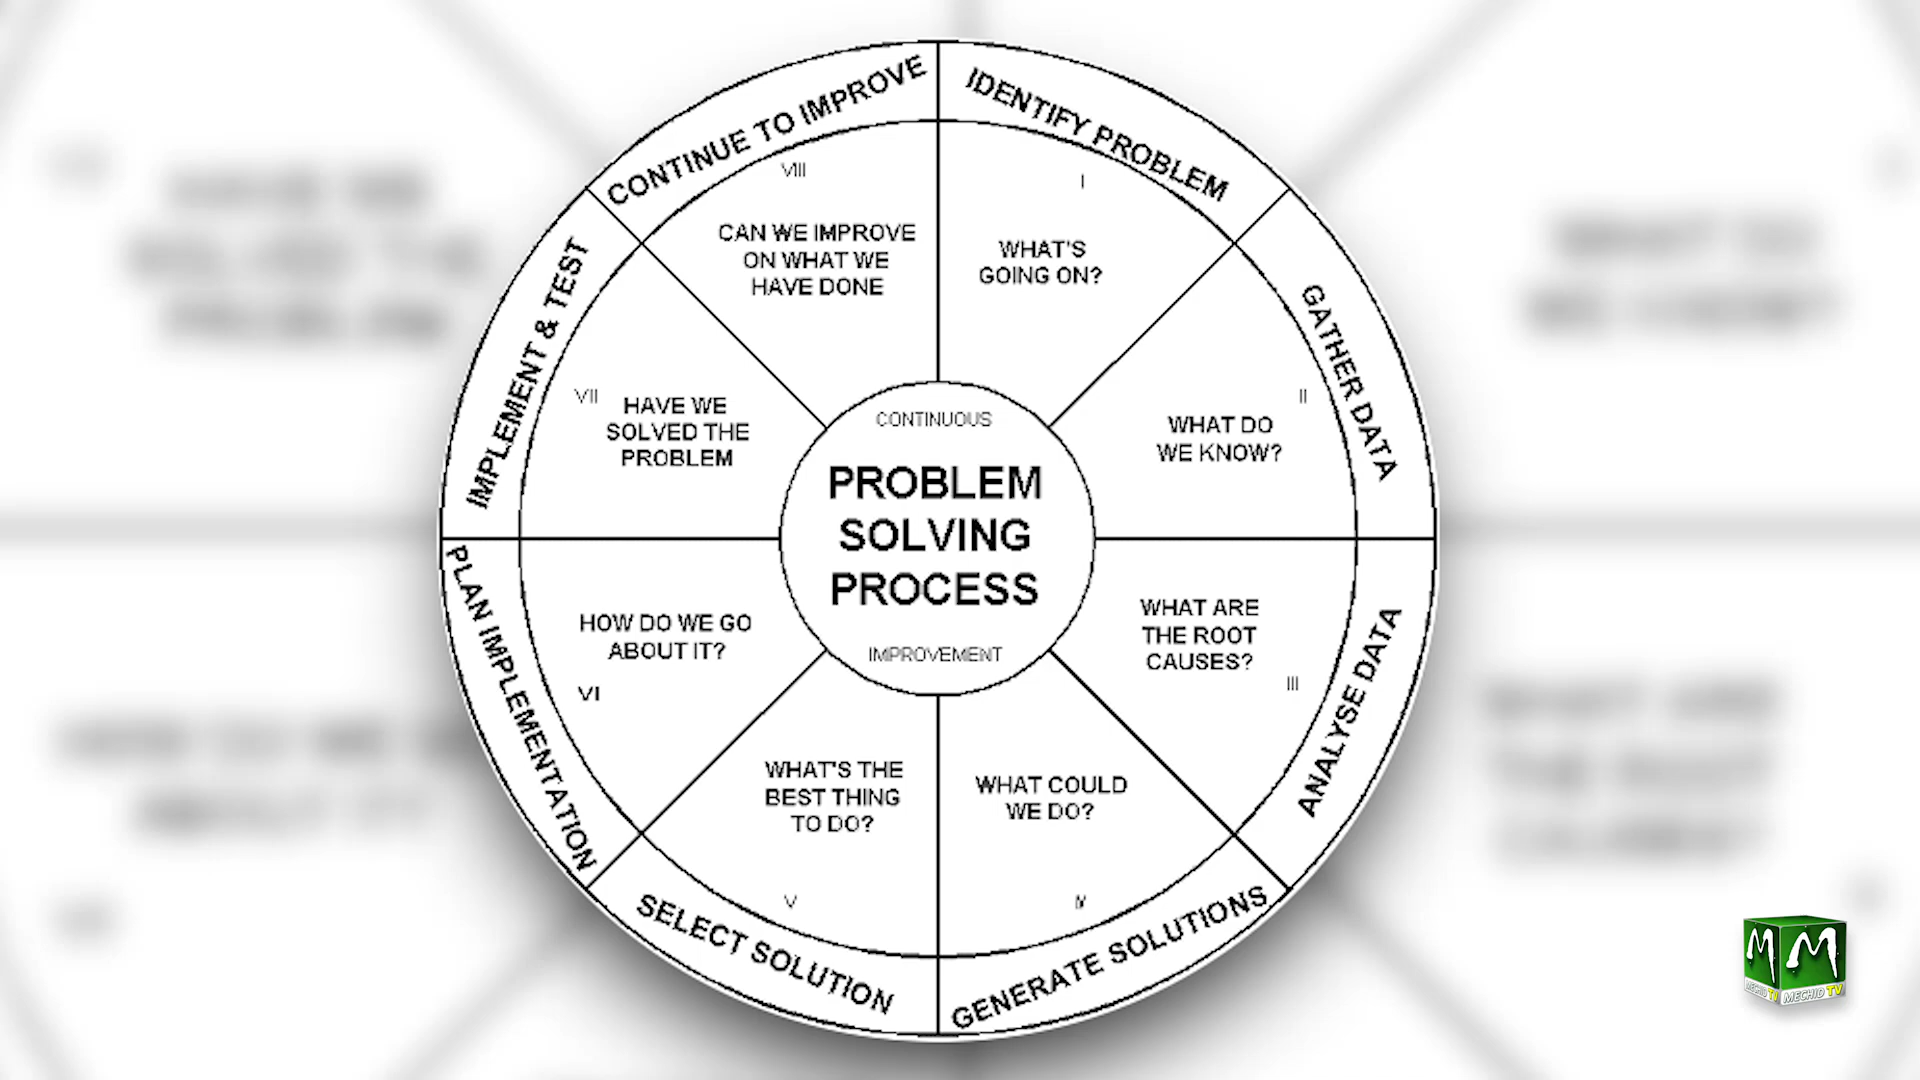 CONTINUE TO IMPROVE
IDENTIFY PROBLEM
GATHER DATA
ANALYSE DATA
GENERATE SOLUTIONS
SELECT SOLUTION
PLAN IMPLEMENTATION
IMPLEMENT & TEST
VIII
CAN WE IMPROVE
ON WHAT WE
HAVE DONE
I
WHAT'S
GOING ON?
II
WHAT DO
WE KNOW?
WHAT ARE
THE ROOT
CAUSES?
III
WHAT COULD
WE DO?
IV
WHAT'S THE
BEST THING
TO DO?
V
HOW DO WE GO
ABOUT IT?
VI
VII
HAVE WE
SOLVED THE
PROBLEM
CONTINUOUS
PROBLEM
SOLVING
PROCESS
IMPROVEMENT
M M
MECHID TV MECHID TV